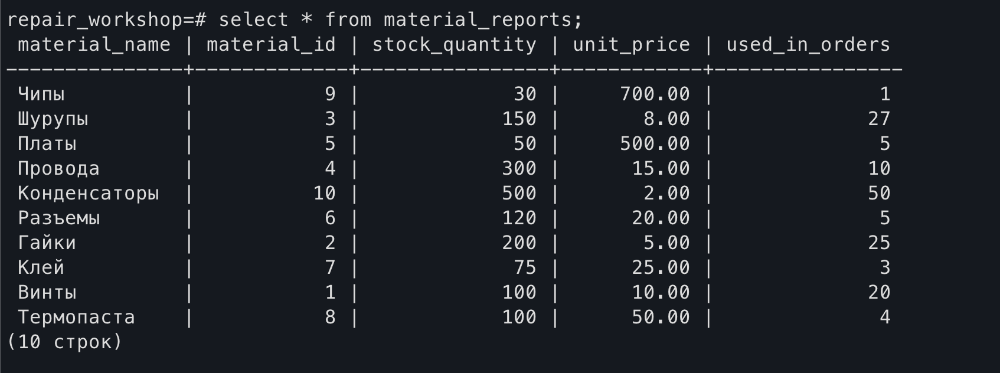 repair_workshop=# select * from material_reports;
 material_name | material_id | stock_quantity | unit_price | used_in_orders
---------------+-------------+----------------+------------+----------------
 Чипы          |           9 |             30 |     700.00 |              1
 Шурупы        |           3 |            150 |       8.00 |             27
 Платы         |           5 |             50 |     500.00 |              5
 Провода       |           4 |            300 |      15.00 |             10
 Конденсаторы  |          10 |            500 |       2.00 |             50
 Разъемы       |           6 |            120 |      20.00 |              5
 Гайки         |           2 |            200 |       5.00 |             25
 Клей          |           7 |             75 |      25.00 |              3
 Винты         |           1 |            100 |      10.00 |             20
 Термопаста    |           8 |            100 |      50.00 |              4
(10 строк)